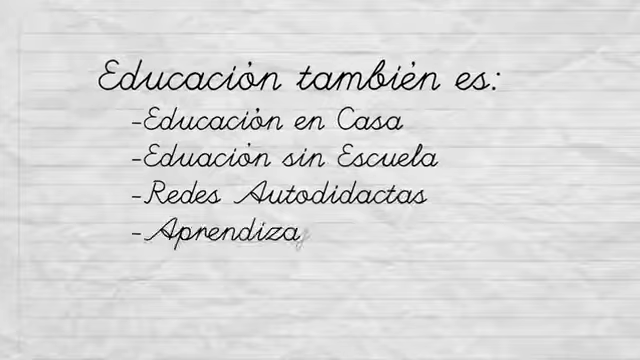 Educación también es:
-Educación en Casa
-Eduación sin Escuela
-Redes Autodidactas
-Aprendiza